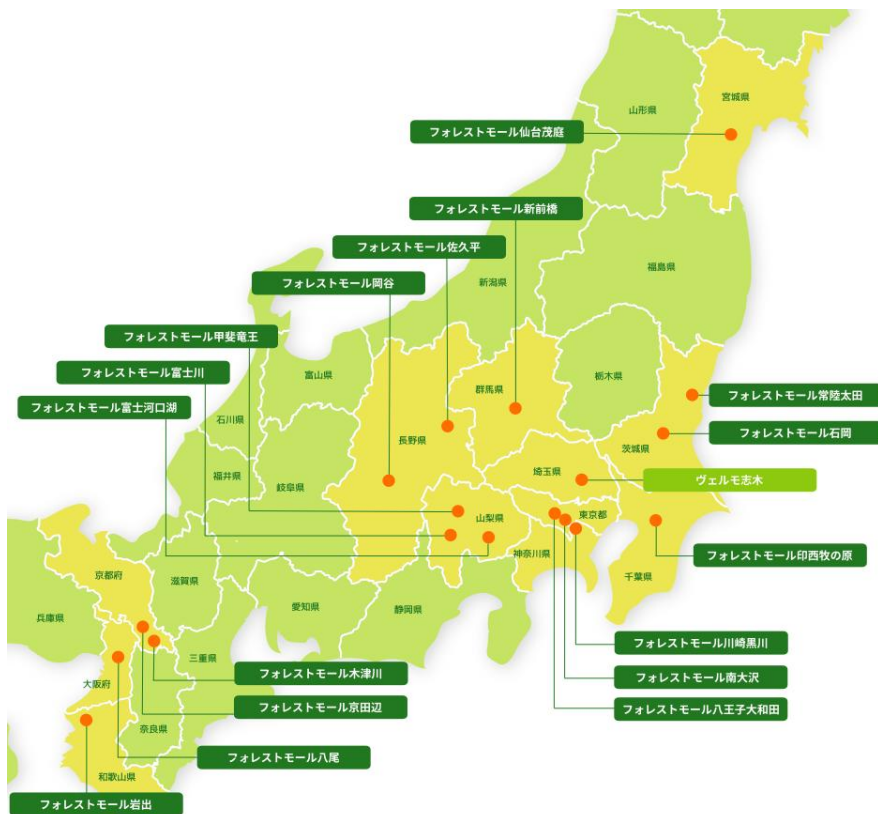 宮城県
山形県
フォレストモール仙台茂庭
フォレストモール新前橋
フォレストモール佐久平
福島県
フォレストモール岡谷
新潟県
フォレストモール甲斐竜王
フォレストモール富士川
富山県
栃木県
群馬県
フォレストモール常陸太田
フォレストモール富士河口湖
石川県
フォレストモール石岡
長野県
茨城県
埼玉県
福井県
ヴェルモ志木
岐阜県
山梨県
東京都
神奈川県
フォレストモール印西牧の原
京都府
千葉県
滋賀県
愛知県
静岡県
兵庫県
フォレストモール川崎黒川
三重県
フォレストモール木津川
フォレストモール南大沢
大阪府
フォレストモール京田辺
フォレストモール八王子大和田
奈良県
フォレストモール八尾
和歌山県
フォレストモール岩出